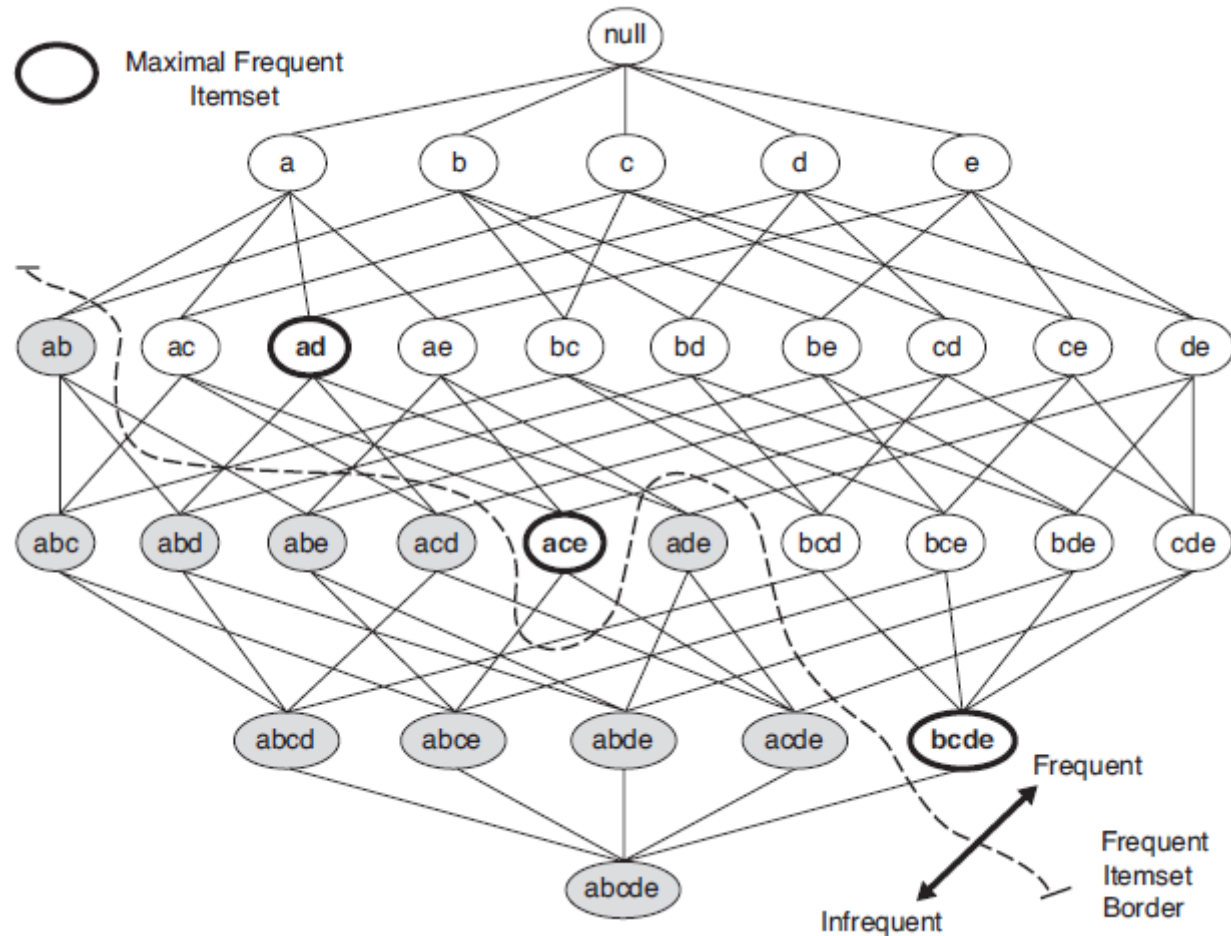 null
Maximal Frequent
Itemset
a b c d e
ab ac ad ae bc bd be cd ce de
abc abd abe acd ace ade bcd bce bde cde
abcd abce abde acde bcde
Frequent
Frequent
Itemset
Border
abcde
Infrequent